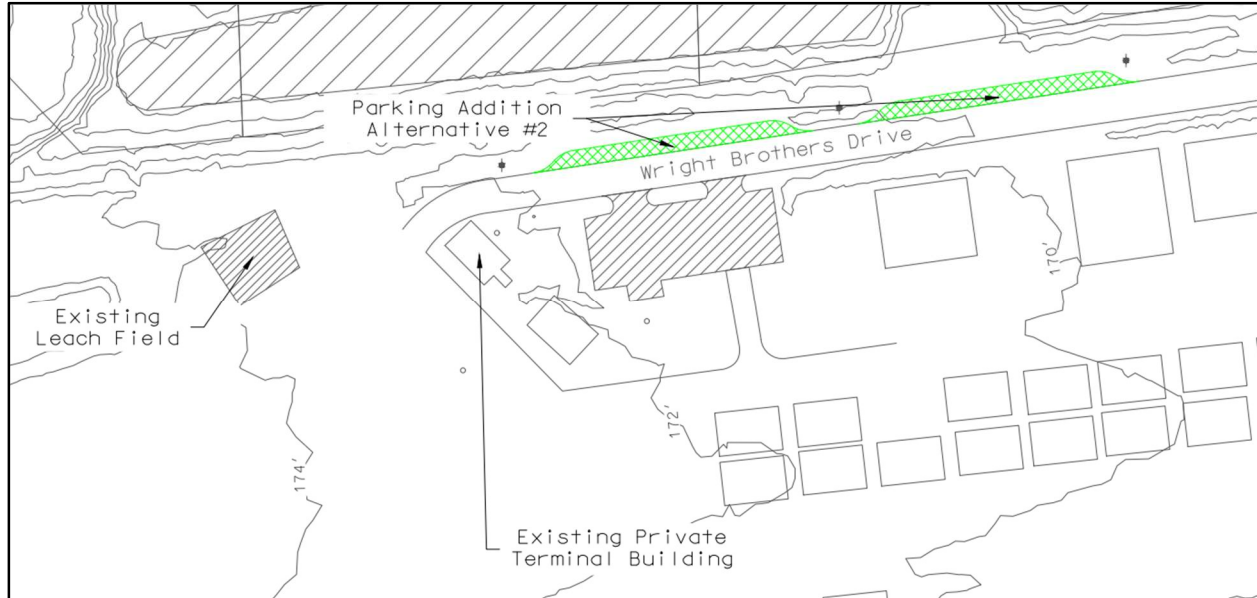 Parking Addition
Alternative #2
Wright Brothers Drive
170'
Existing
Leach Field
172'
174'
Existing Private
Terminal Building